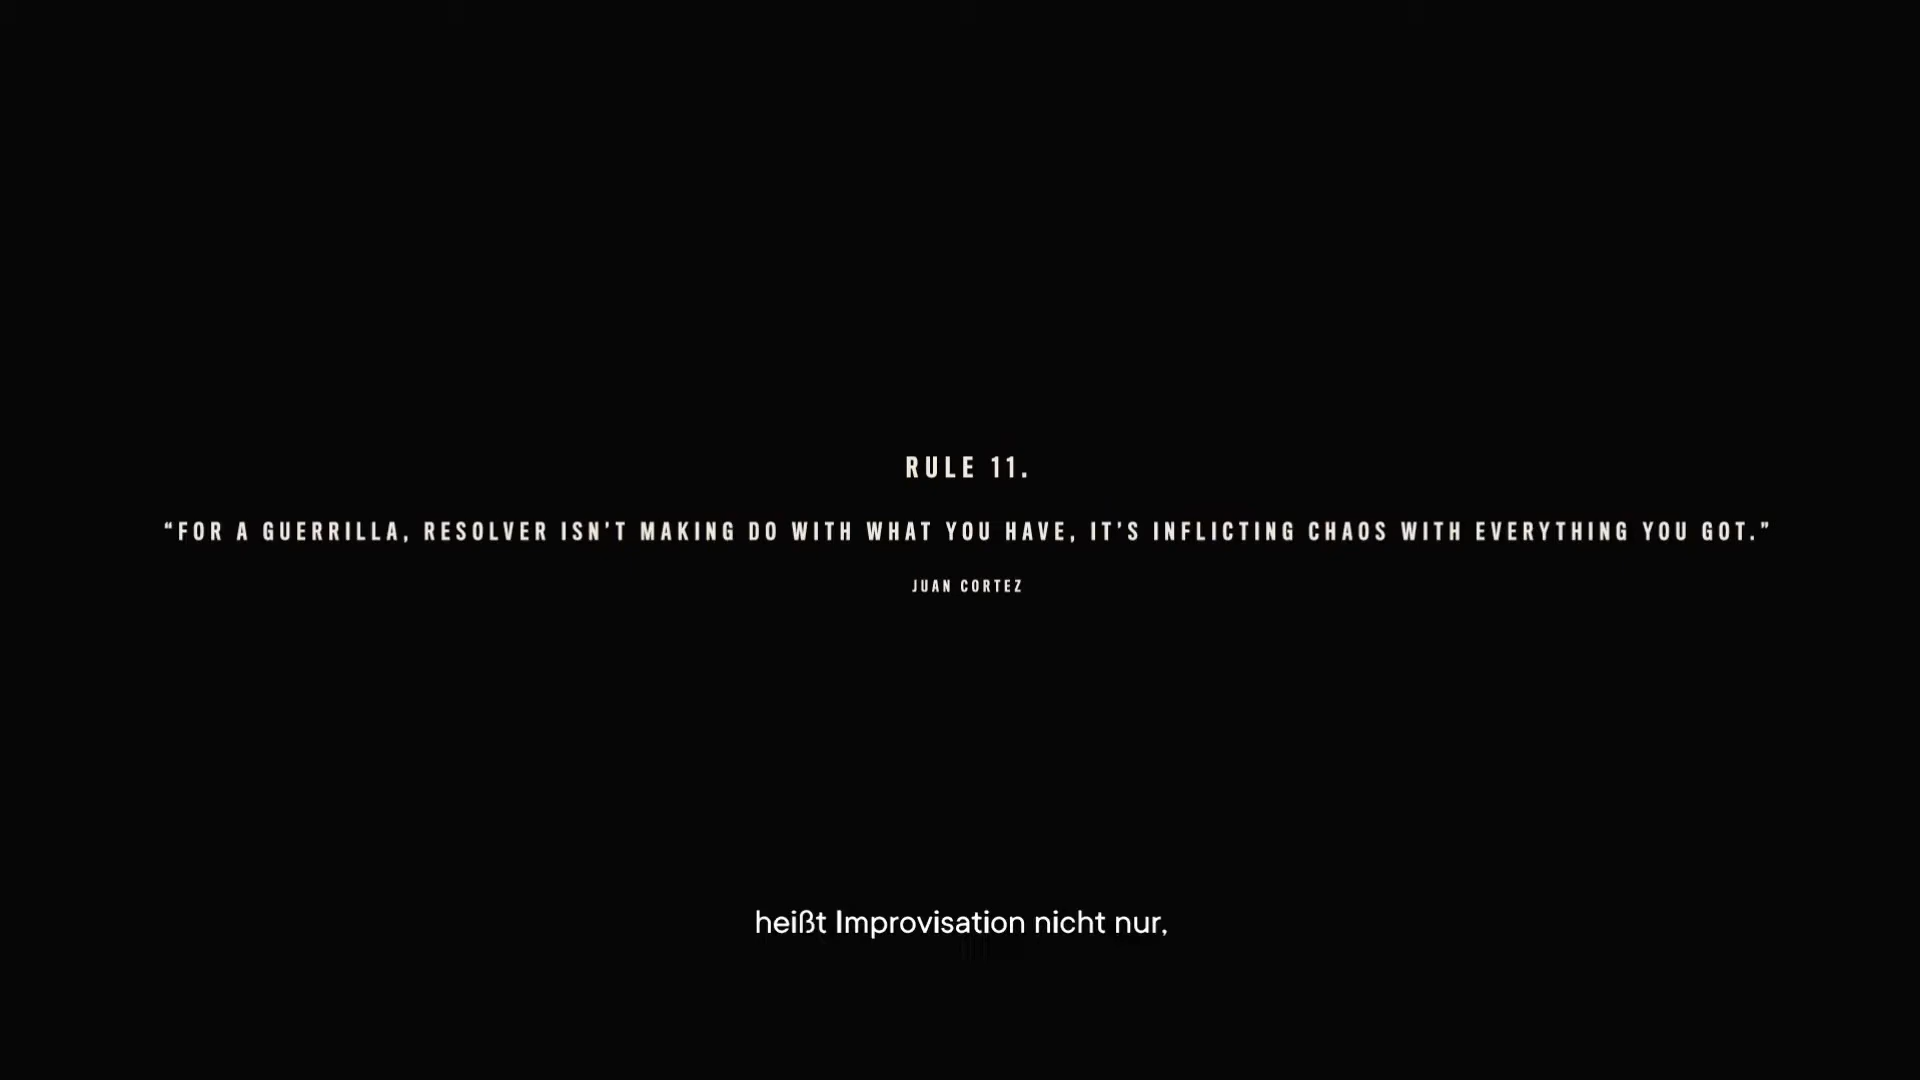 RULE 11.
“FOR A GUERRILLA, RESOLVER ISN’T MAKING DO WITH WHAT YOU HAVE, IT’S INFLICTING CHAOS WITH EVERYTHING YOU GOT.”
JUAN CORTEZ
heißt Improvisation nicht nur,